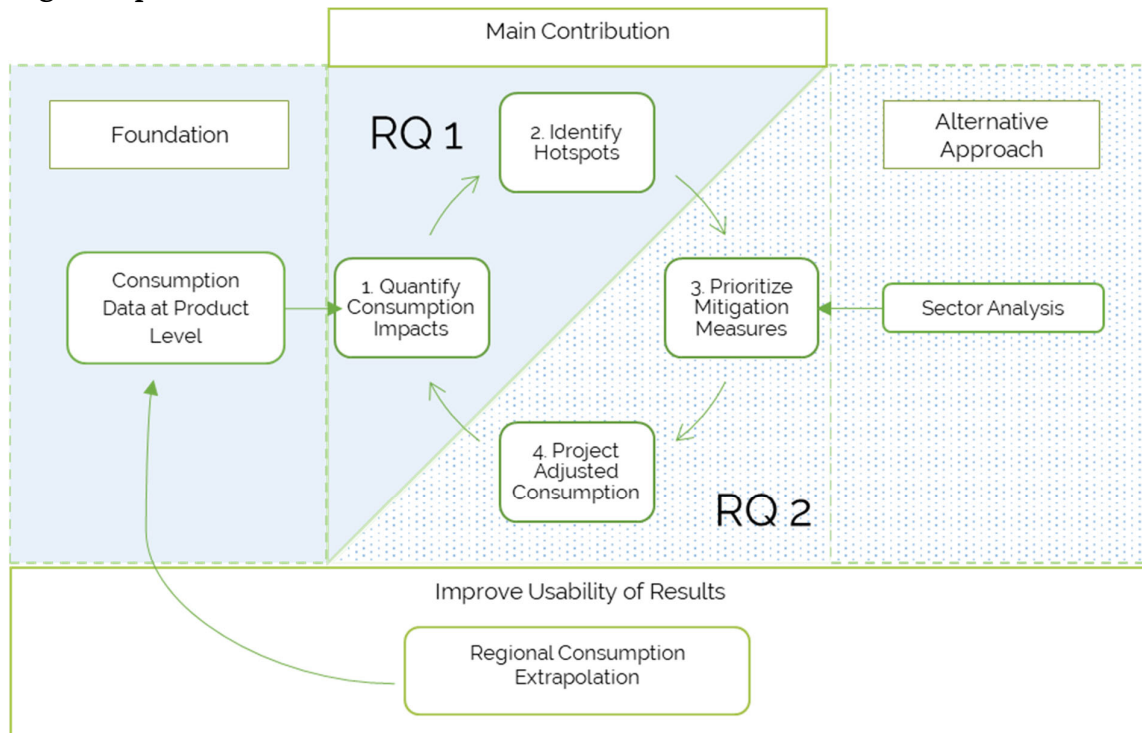 Main Contribution
Foundation
RQ 1
2. Identify
Hotspots
Alternative
Approach
Consumption
Data at Product
Level
1. Quantify
Consumption
Impacts
3. Prioritize
Mitigation
Measures
Sector Analysis
4. Project
Adjusted
Consumption
RQ 2
Improve Usability of Results
Regional Consumption
Extrapolation